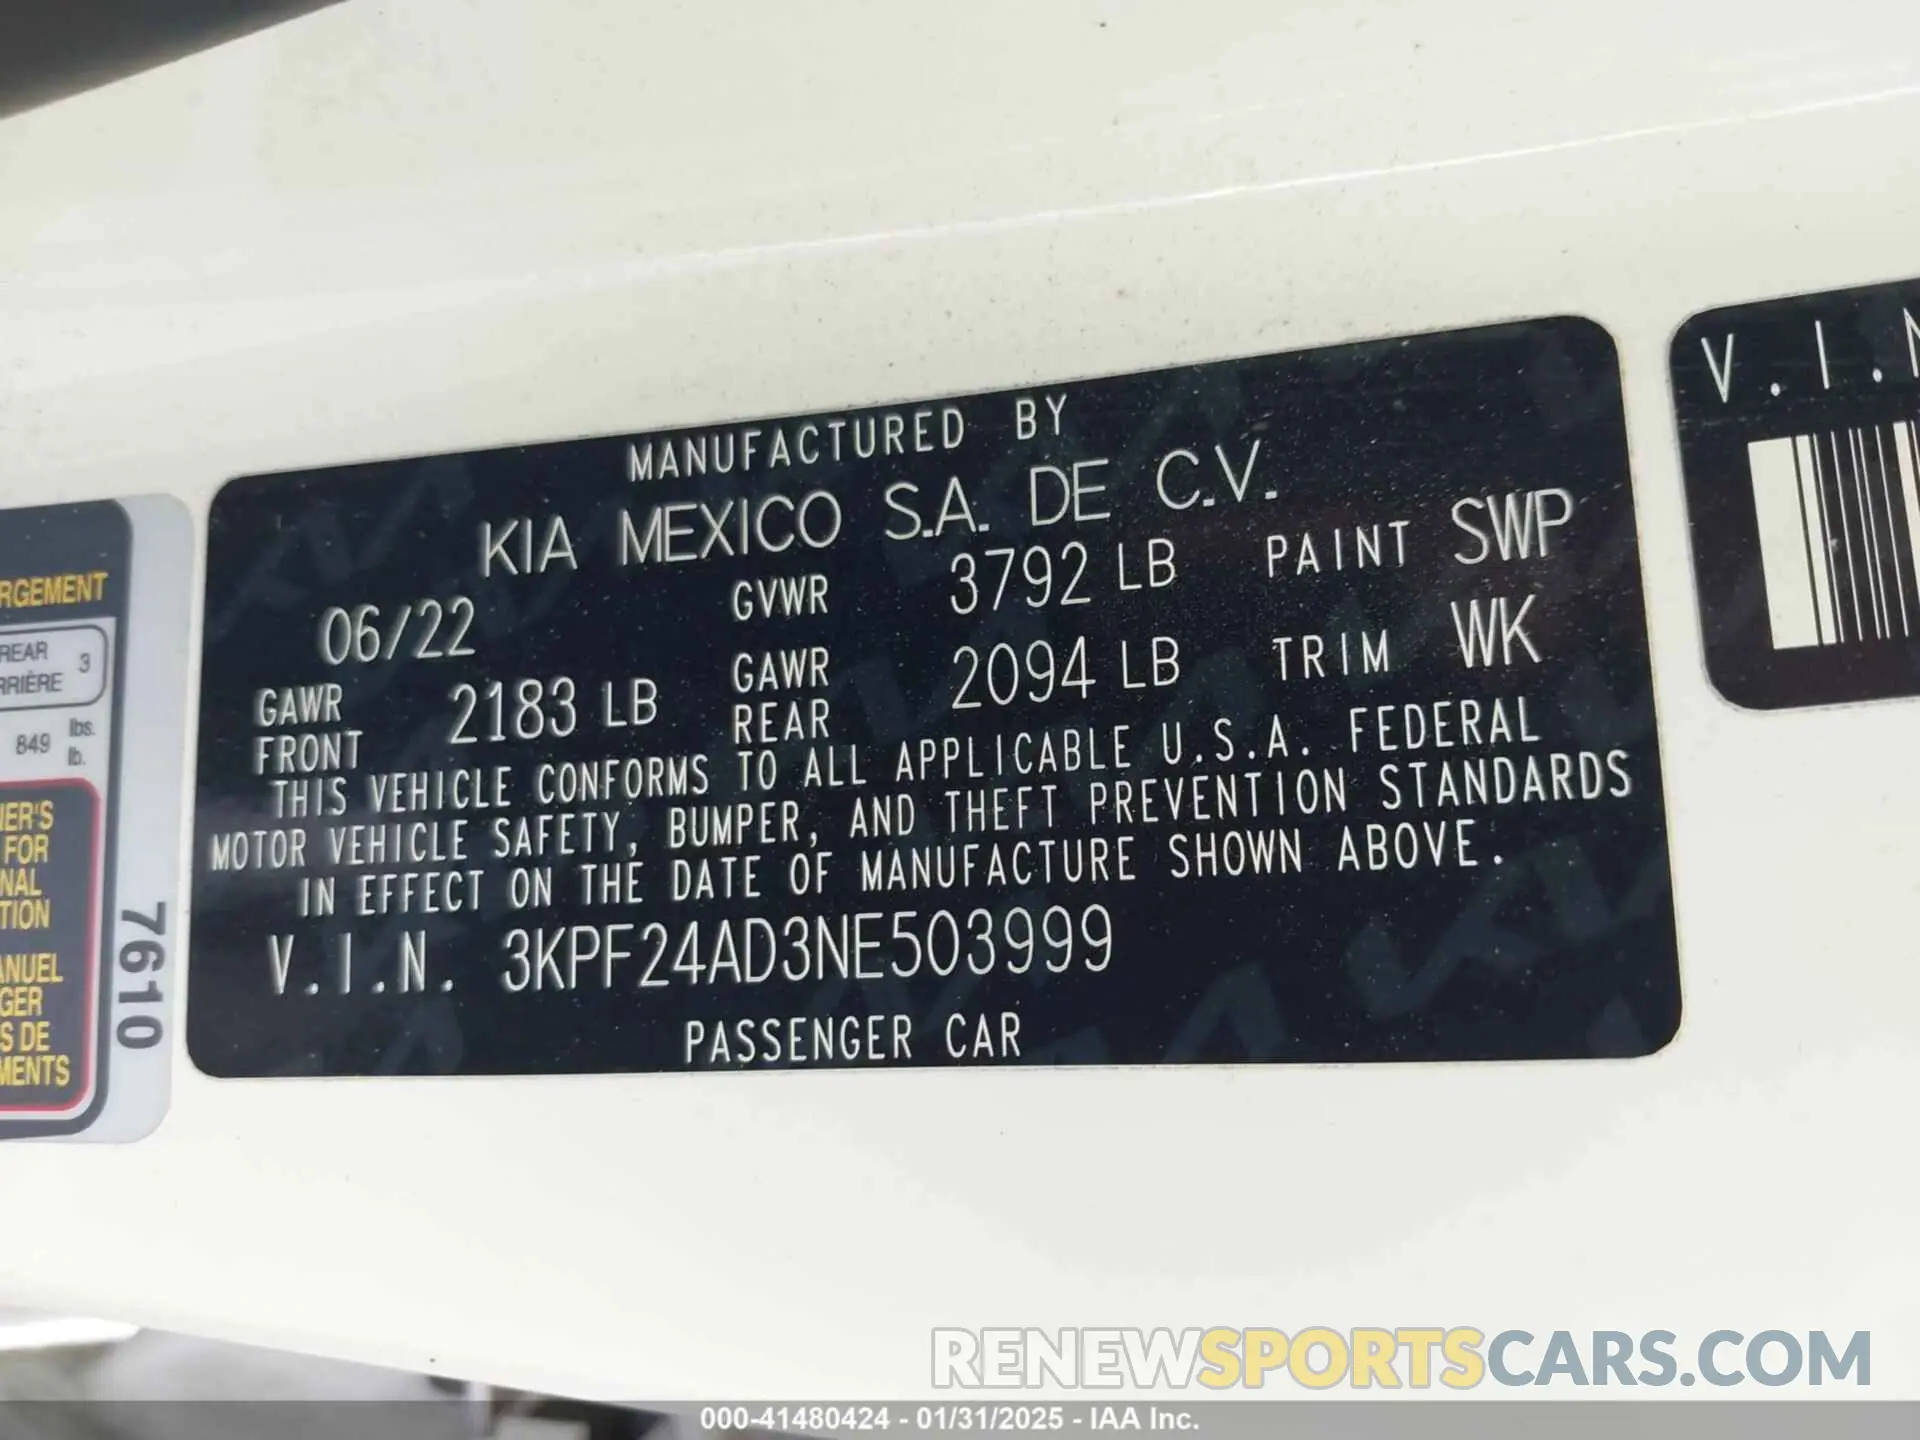 MANUFACTURED BY
KIA MEXICO S.A. DE C.V.
06/22 GVWR 3792 LB PAINT SWP
GAWR FRONT 2183 LB GAWR REAR 2094 LB TRIM WK
THIS VEHICLE CONFORMS TO ALL APPLICABLE U.S.A. FEDERAL
MOTOR VEHICLE SAFETY, BUMPER, AND THEFT PREVENTION STANDARDS
IN EFFECT ON THE DATE OF MANUFACTURE SHOWN ABOVE.
V.I.N. 3KPF24AD3NE503999
PASSENGER CAR
REAR 3
849 lbs.
lb.
FOR
S DE
7610
V.I.
RENEWSPORTSCARS.COM
000-41480424 - 01/31/2025 - IAA Inc.